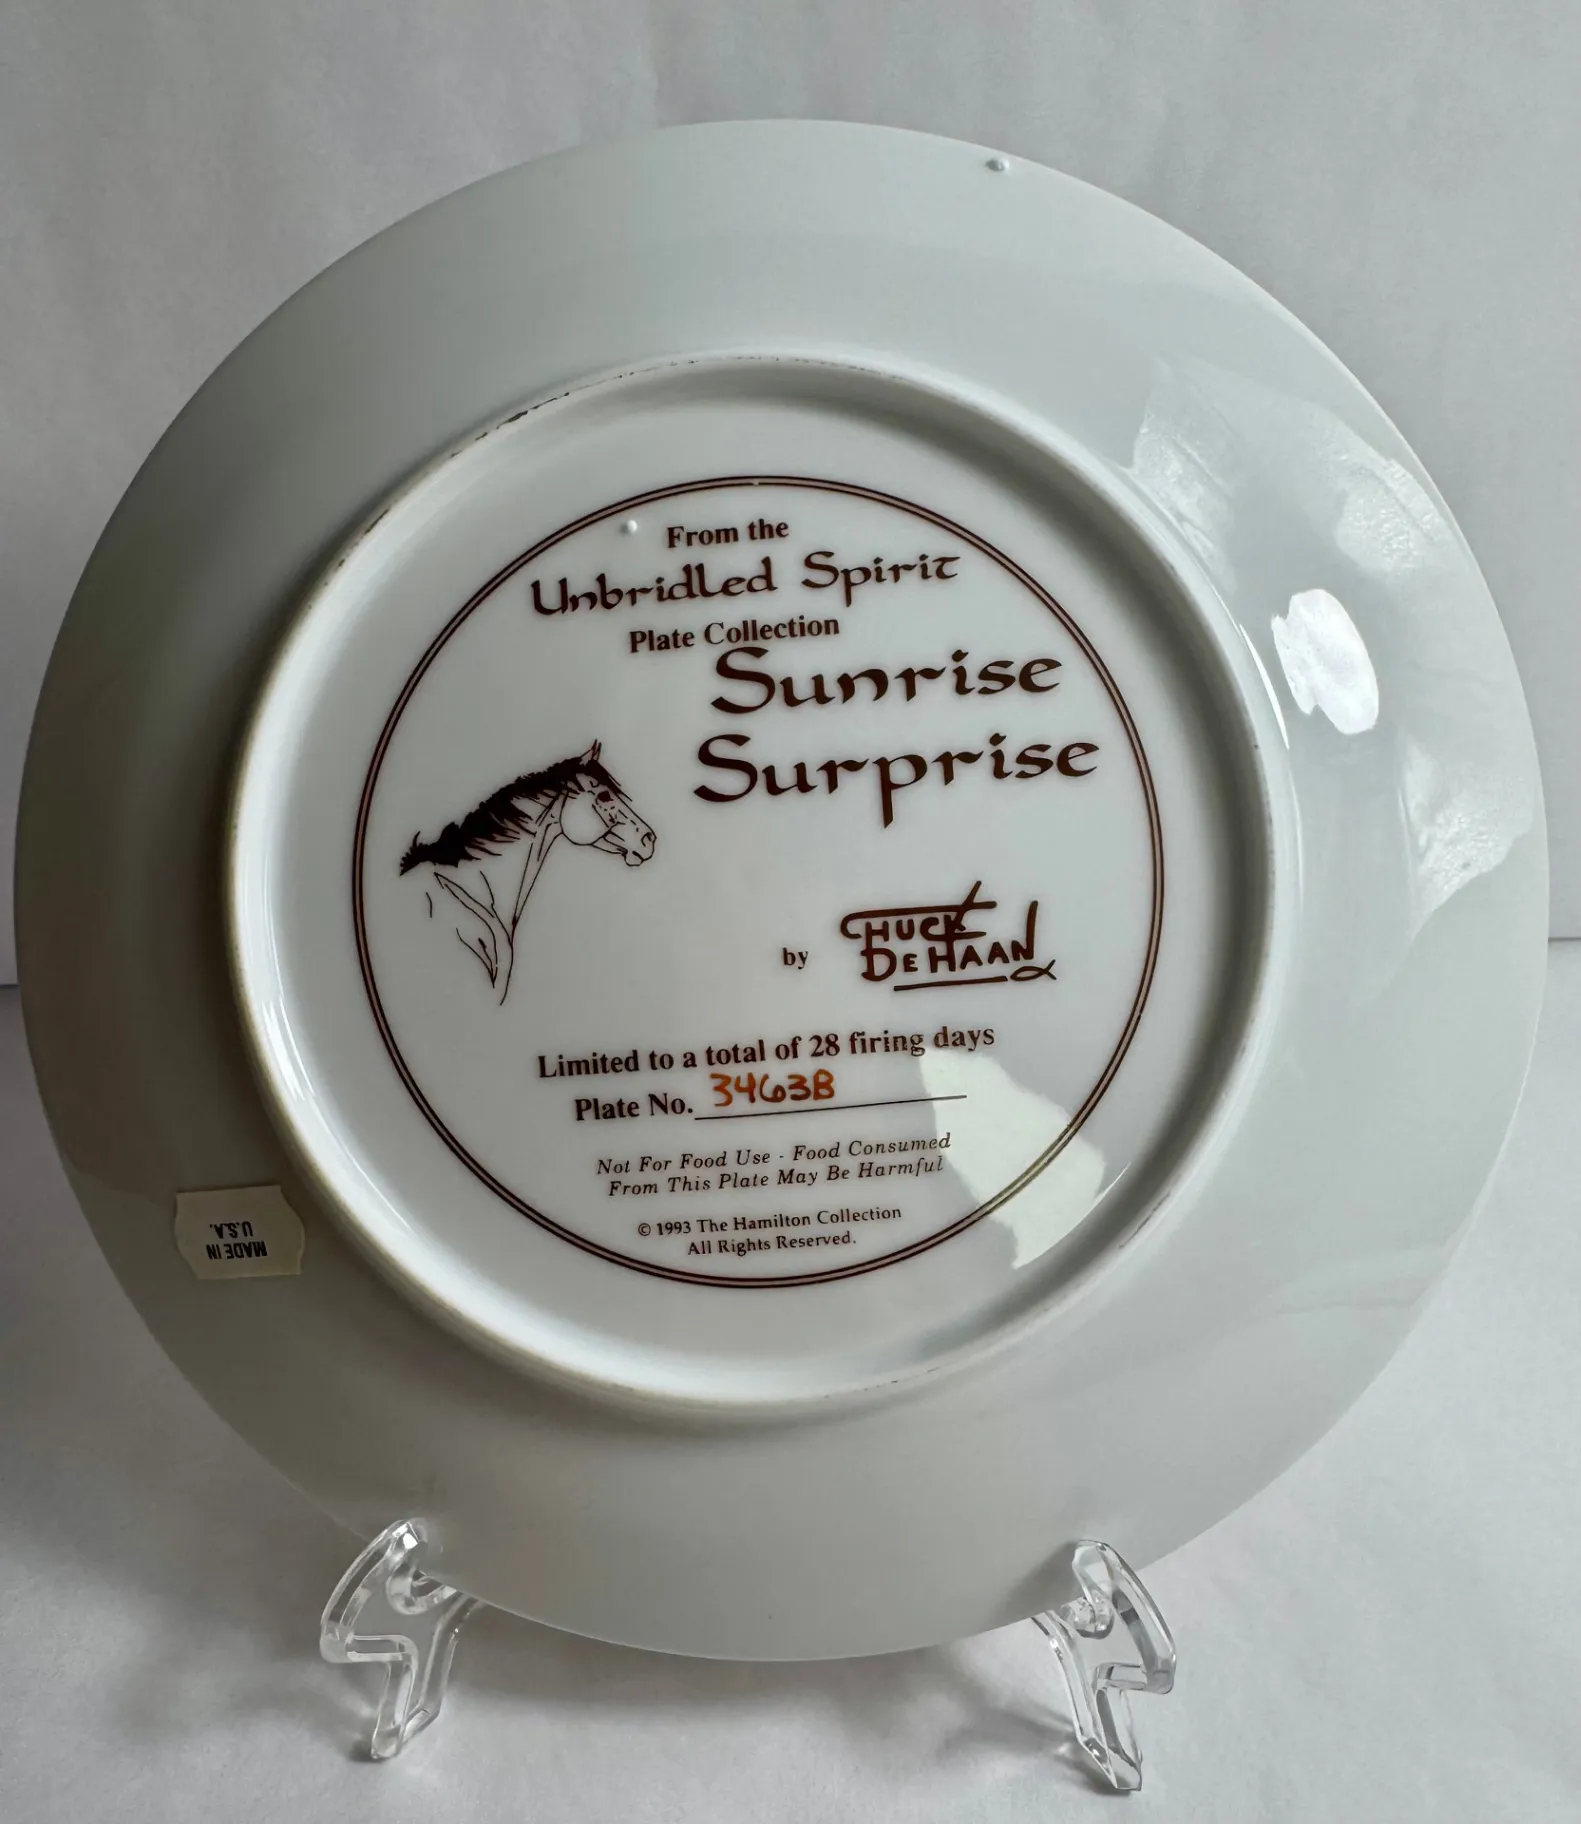 From the
Unbridled Spirit
Plate Collection
Sunrise
Surprise
by CHUCK
DEHAAN
Limited to a total of 28 firing days
Plate No. 3463B
Not For Food Use - Food Consumed
From This Plate May Be Harmful
© 1993 The Hamilton Collection
All Rights Reserved.
MADE IN
U.S.A.